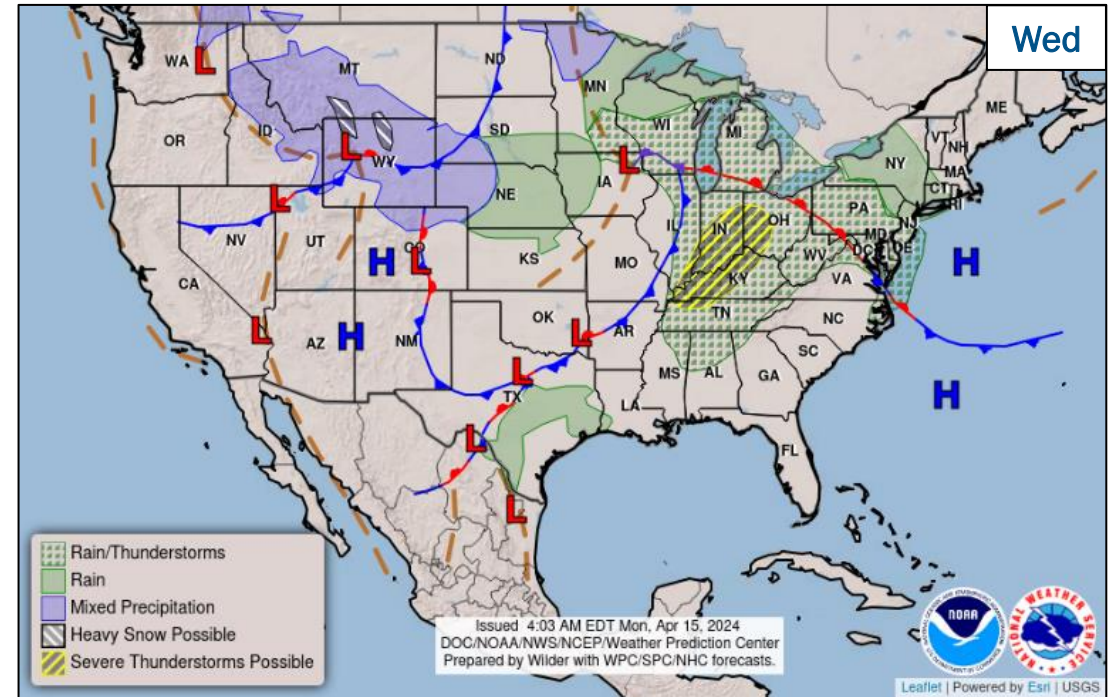 Wed
WA
MT
ND
MN
ME
OR
ID
SD
WI
MI
VT
NH
WY
NY
MA
CT
RI
NE
IA
PA
NJ
NV
UT
CO
IL
IN
OH
MD
DE
DC
WV
KS
MO
KY
VA
CA
AZ
NM
OK
AR
TN
NC
SC
MS
AL
GA
TX
LA
FL
L
L
L
L
L
L
L
L
L
L
H
H
H
H
Rain/Thunderstorms
Rain
Mixed Precipitation
Heavy Snow Possible
Severe Thunderstorms Possible
Issued 4:03 AM EDT Mon, Apr 15, 2024
DOC/NOAA/NWS/NCEP/Weather Prediction Center
Prepared by Wilder with WPC/SPC/NHC forecasts.
NOAA
NATIONAL WEATHER SERVICE
Leaflet | Powered by Esri | USGS